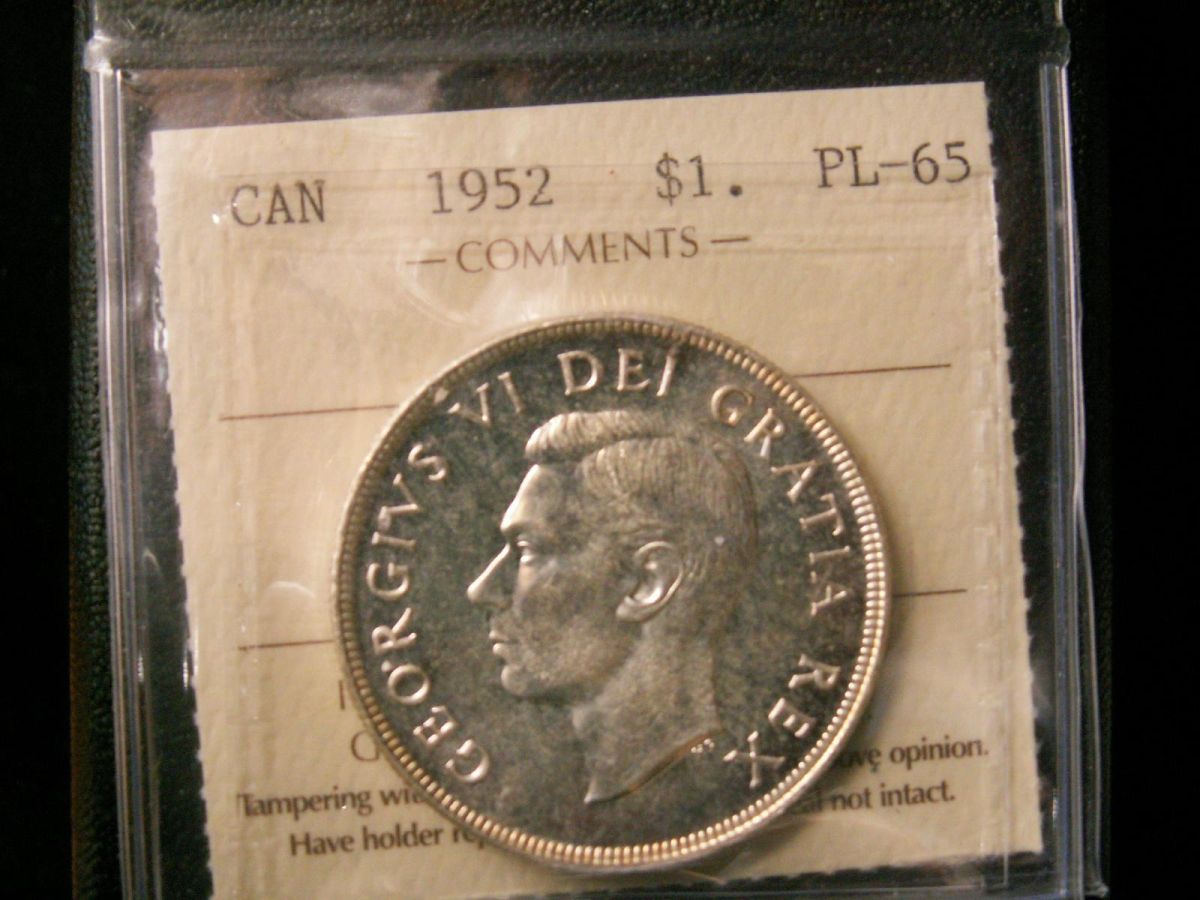 CAN 1952 $1. PL-65
— COMMENTS —
GEORGIVS VI DEI GRATIA REX
opinion.
Tampering not intact.
Have holder